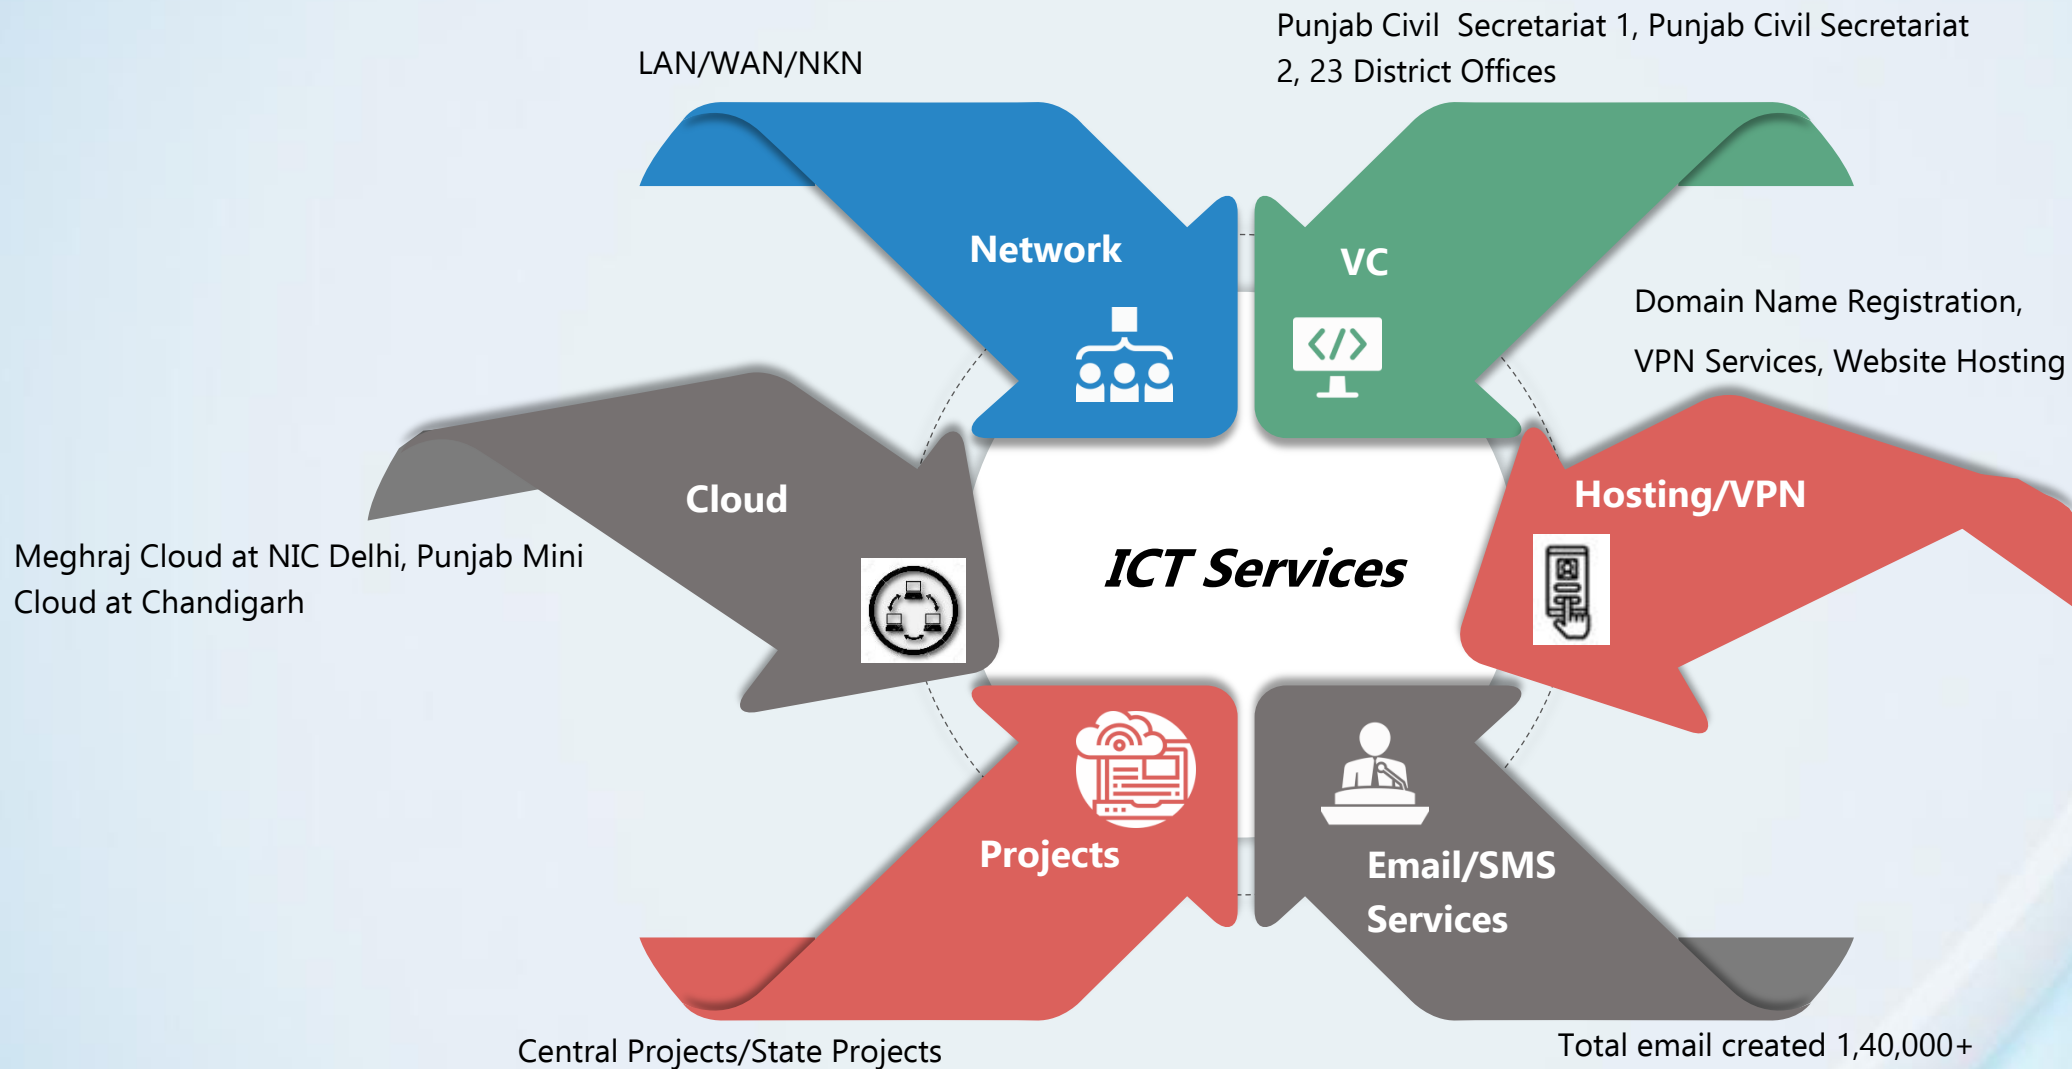 LAN/WAN/NKN
Punjab Civil  Secretariat 1, Punjab Civil Secretariat
2, 23 District Offices
Network
VC
Domain Name Registration,
VPN Services, Website Hosting
Cloud
Hosting/VPN
Meghraj Cloud at NIC Delhi, Punjab Mini
Cloud at Chandigarh
ICT Services
</>
Projects
Email/SMS
Services
Central Projects/State Projects
Total email created 1,40,000+